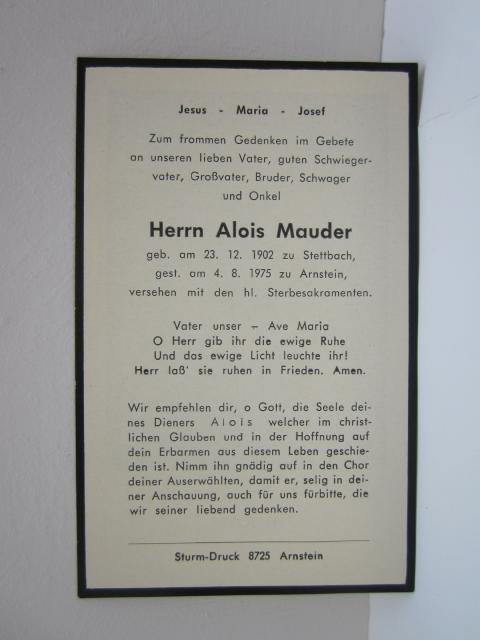 Jesus - Maria - Josef
Zum frommen Gedenken im Gebete
an unseren lieben Vater, guten Schwieger-
vater, Großvater, Bruder, Schwager
und Onkel
Herrn Alois Mauder
geb. am 23. 12. 1902 zu Stettbach,
gest. am 4. 8. 1975 zu Arnstein,
versehen mit den hl. Sterbesakramenten.
Vater unser - Ave Maria
O Herr gib ihr die ewige Ruhe
Und das ewige Licht leuchte ihr!
Herr laß' sie ruhen in Frieden. Amen.
Wir empfehlen dir, o Gott, die Seele dei-
nes Dieners Alois welcher im christ-
lichen Glauben und in der Hoffnung auf
dein Erbarmen aus diesem Leben geschie-
den ist. Nimm ihn gnädig auf in den Chor
deiner Auserwählten, damit er, selig in dei-
ner Anschauung, auch für uns fürbitte, die
wir seiner liebend gedenken.
Sturm-Druck 8725 Arnstein